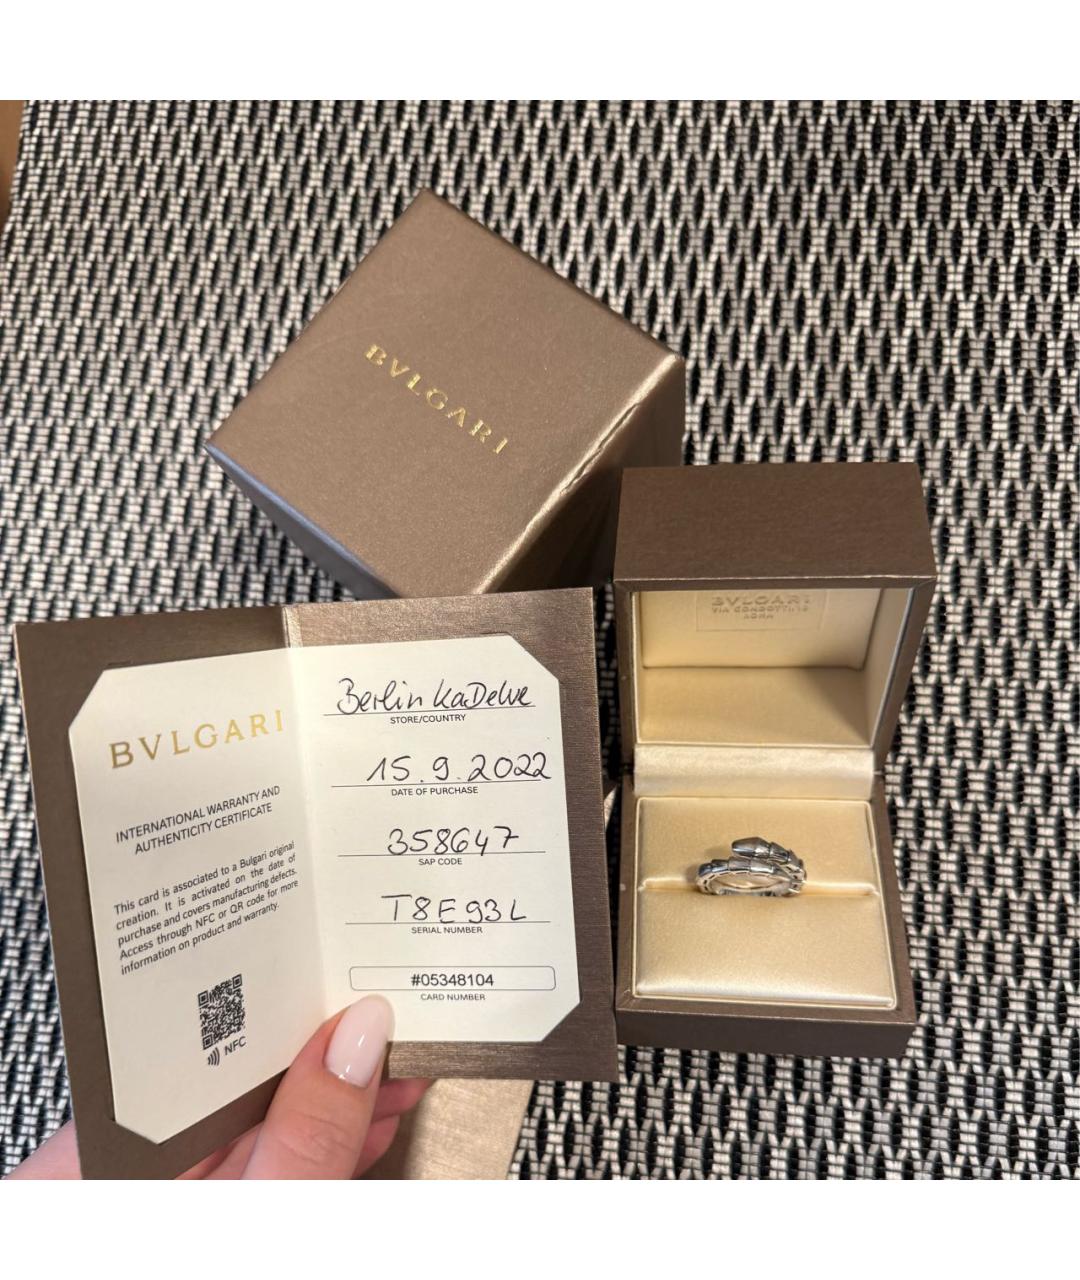 BVLGARI
BVLGARI
VIA CONDOTTI, 10
ROMA
BVLGARI
INTERNATIONAL WARRANTY AND
AUTHENTICITY CERTIFICATE
This card is associated to a Bulgari original
creation. It is activated on the date of
purchase and covers manufacturing defects.
Access through NFC or QR code for more
information on product and warranty.
NFC
Berlin KaDeWe
STORE/COUNTRY
15.9.2022
DATE OF PURCHASE
358647
SAP CODE
T8E93L
SERIAL NUMBER
#05348104
CARD NUMBER